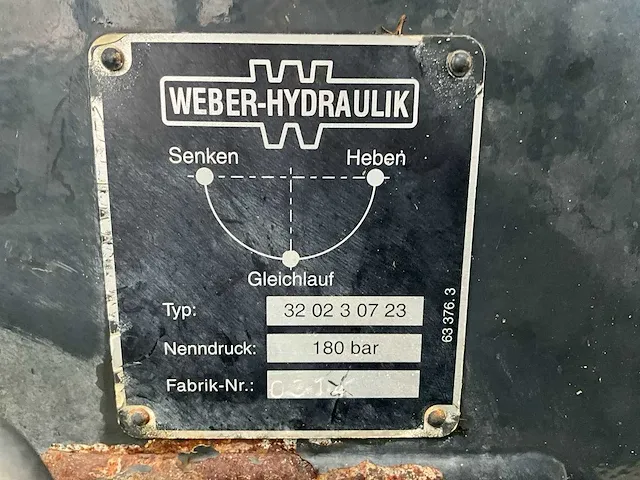 WEBER-HYDRAULIK
Senken Heben
Gleichlauf
Typ: 32 02 3 07 23
Nenndruck: 180 bar
Fabrik-Nr.:
63 376.3